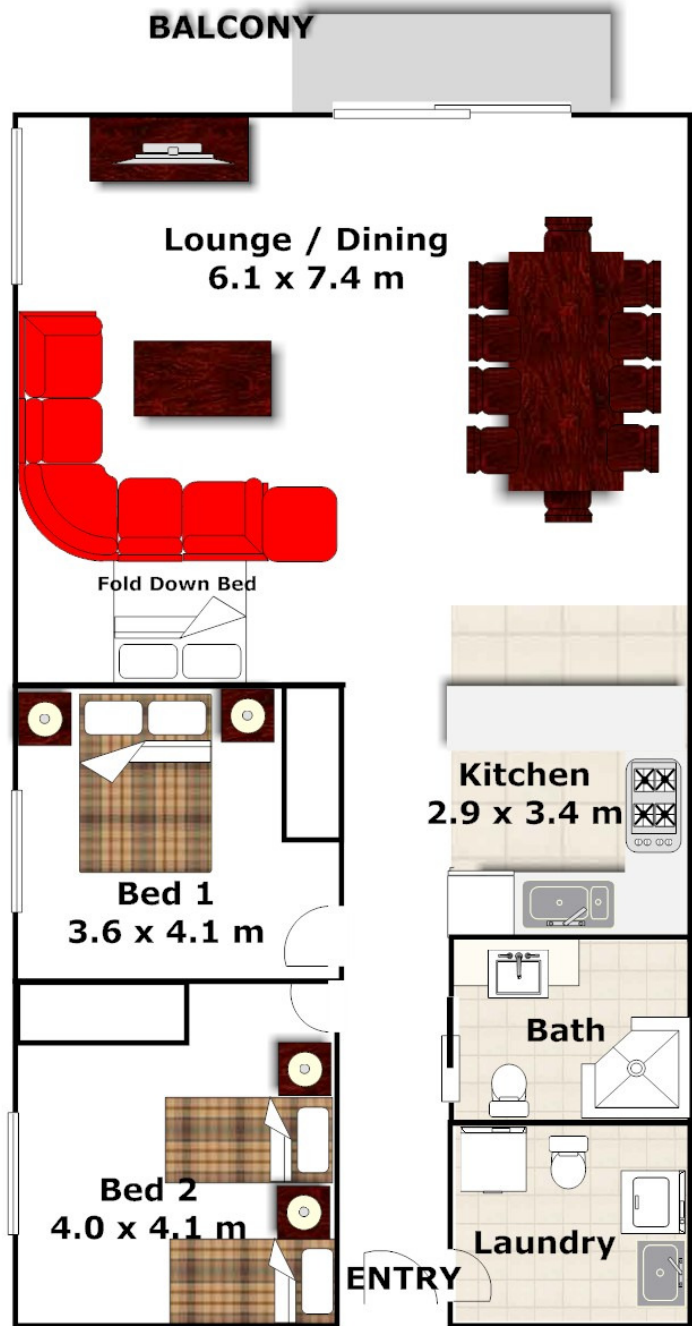 BALCONY
Lounge / Dining
6.1 x 7.4 m
Fold Down Bed
Kitchen
2.9 x 3.4 m
Bed 1
3.6 x 4.1 m
Bath
Bed 2
4.0 x 4.1 m
Laundry
ENTRY